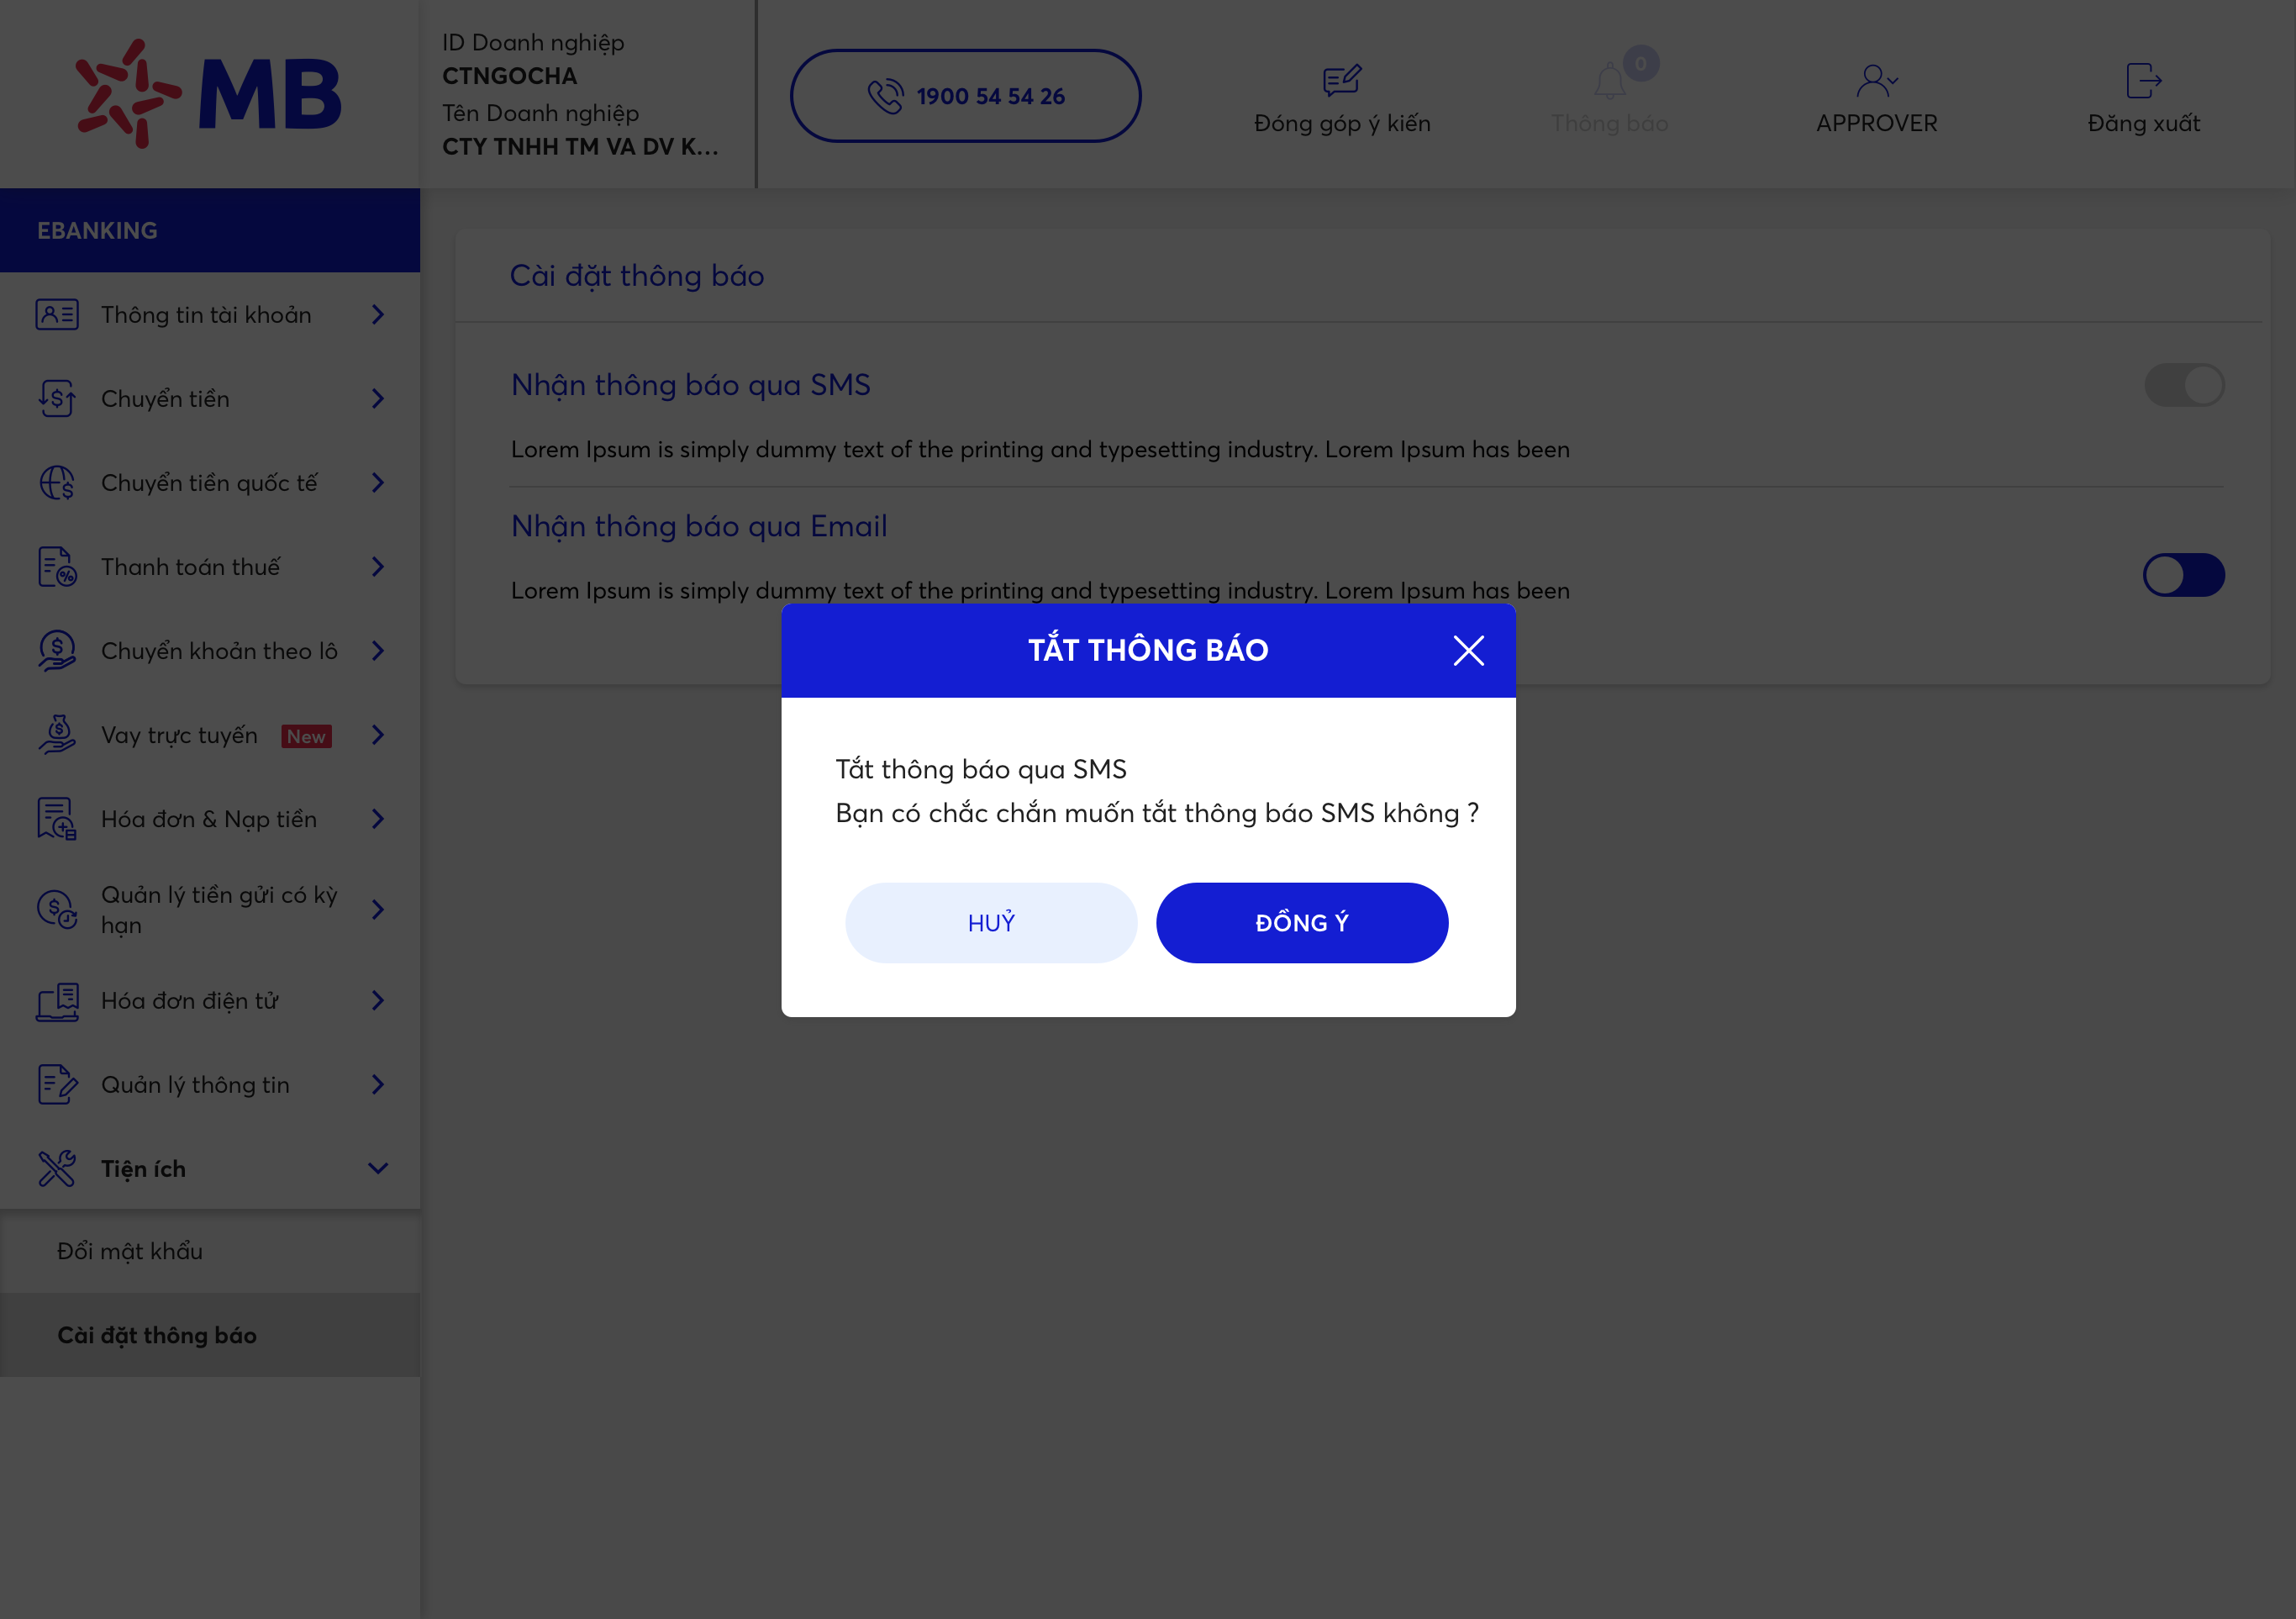 MB
ID Doanh nghiệp
CTNGOCHA
Tên Doanh nghiệp
CTY TNHH TM VA DV K...
1900 54 54 26
Đóng góp ý kiến
0
Thông báo
APPROVER
Đăng xuất
EBANKING
Thông tin tài khoản
Chuyển tiền
Chuyển tiền quốc tế
Thanh toán thuế
Chuyển khoản theo lô
Vay trực tuyến New
Hóa đơn & Nạp tiền
Quản lý tiền gửi có kỳ
hạn
Hóa đơn điện tử
Quản lý thông tin
Tiện ích
Đổi mật khẩu
Cài đặt thông báo
Cài đặt thông báo
Nhận thông báo qua SMS
Lorem Ipsum is simply dummy text of the printing and typesetting industry. Lorem Ipsum has been
Nhận thông báo qua Email
Lorem Ipsum is simply dummy text of the printing and typesetting industry. Lorem Ipsum has been
TẮT THÔNG BÁO
Tắt thông báo qua SMS
Bạn có chắc chắn muốn tắt thông báo SMS không ?
HUỶ
ĐỒNG Ý